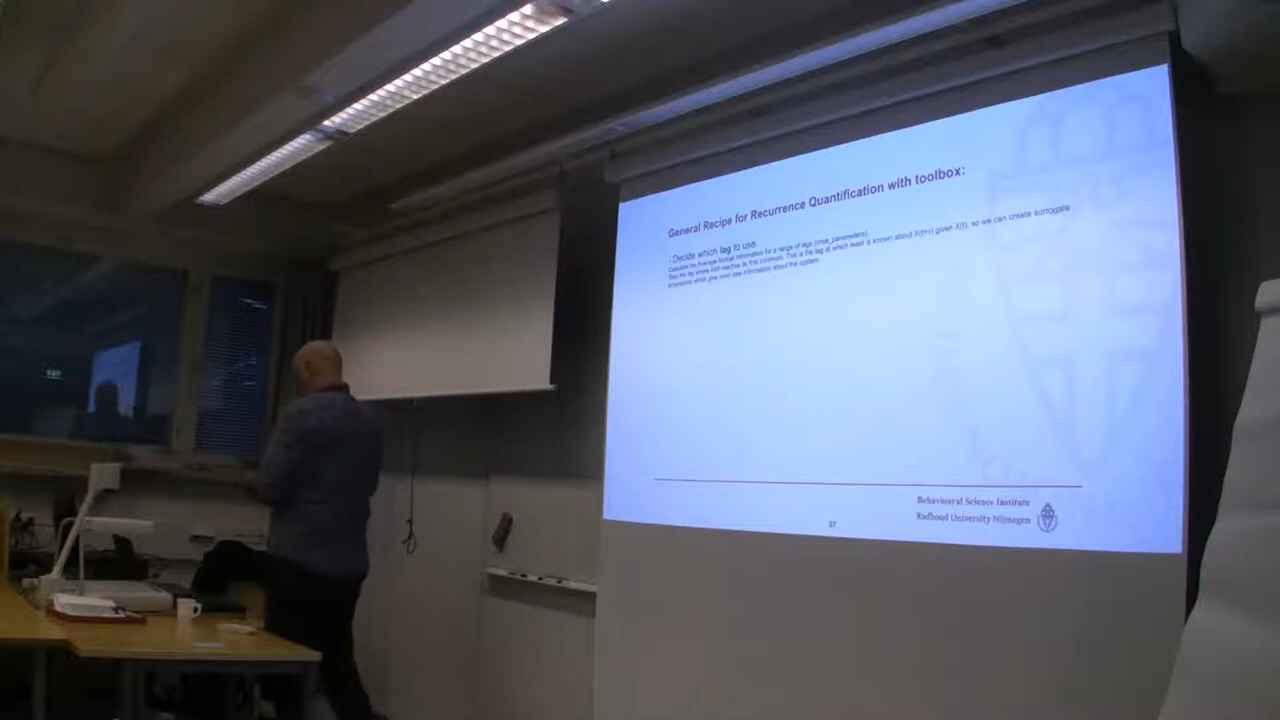 General Recipe for Recurrence Quantification with toolbox:
- Decide which lag to use:
Calculate the Average Mutual Information for a range of lags (crqa_parameters)
Take the lag where AMI reaches its first minimum. This is the lag at which least is known about X(t+τ) given X(t), so we can create surrogate
dimensions which give most new information about the system.
57
Behavioural Science Institute
Radboud University Nijmegen